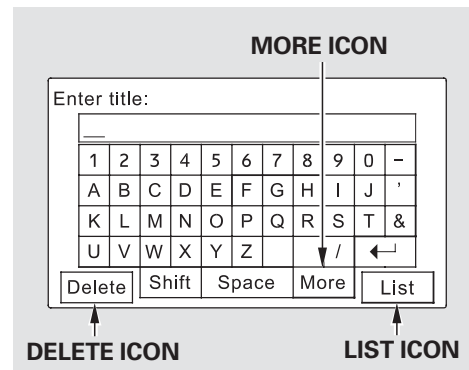 MORE ICON
Enter title:
1 2 3 4 5 6 7 8 9 0 -
A B C D E F G H I J '
K L M N O P Q R S T &
U V W X Y Z /
Delete Shift Space More List
DELETE ICON LIST ICON